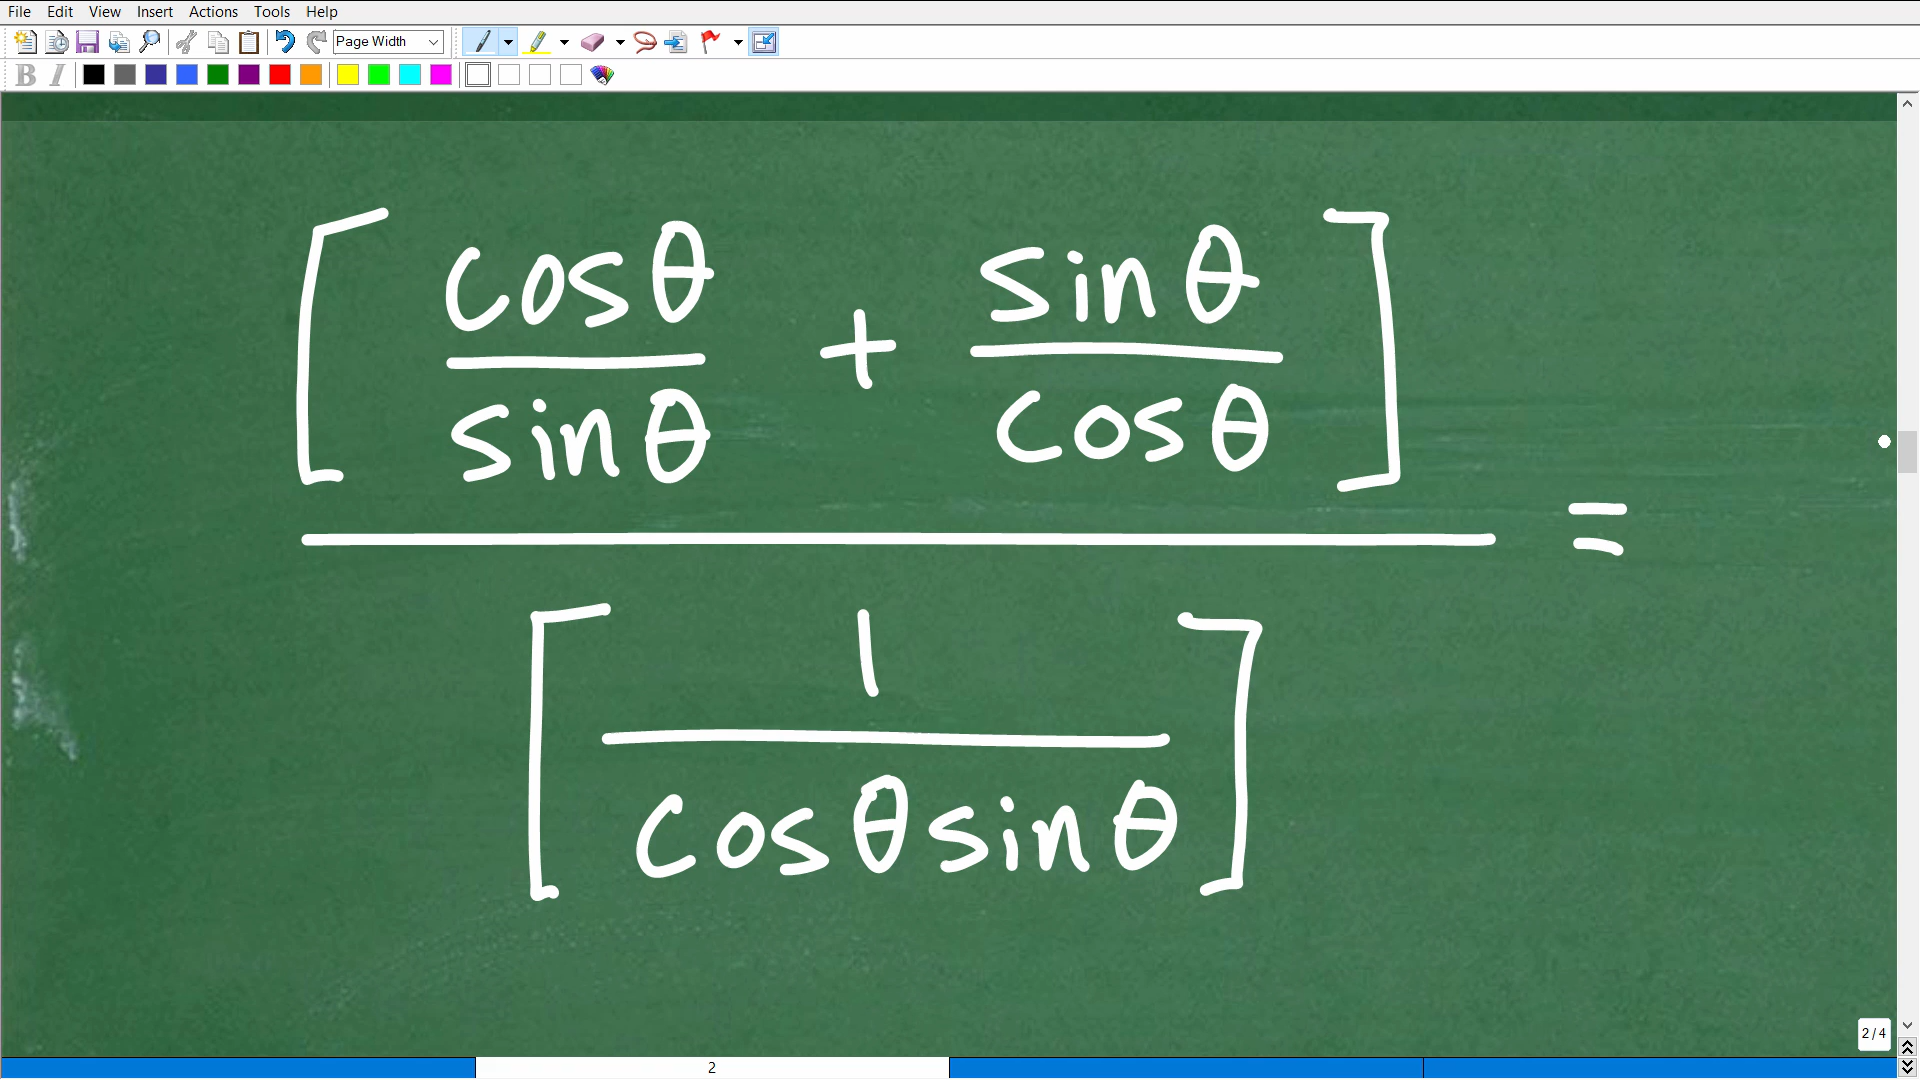 File Edit View Insert Actions Tools Help
Page Width
B I
[ cosθ/sinθ + sinθ/cosθ ]
=
[ 1/cosθsinθ ]
2 / 4
2